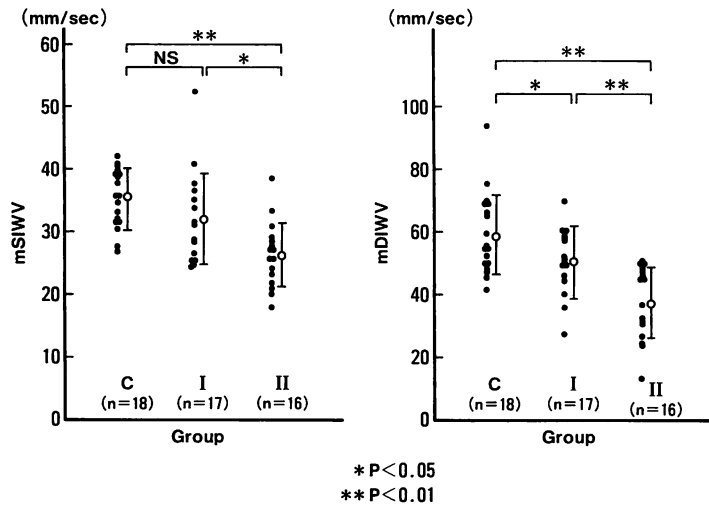 (mm/sec)
60
50
40
30
20
10
0
mSIWV
**
NS
*
C
I
II
(n=18)
(n=17)
(n=16)
Group
(mm/sec)
100
80
60
40
20
0
mDIWV
**
*
**
C
I
II
(n=18)
(n=17)
(n=16)
Group
*P<0.05
**P<0.01